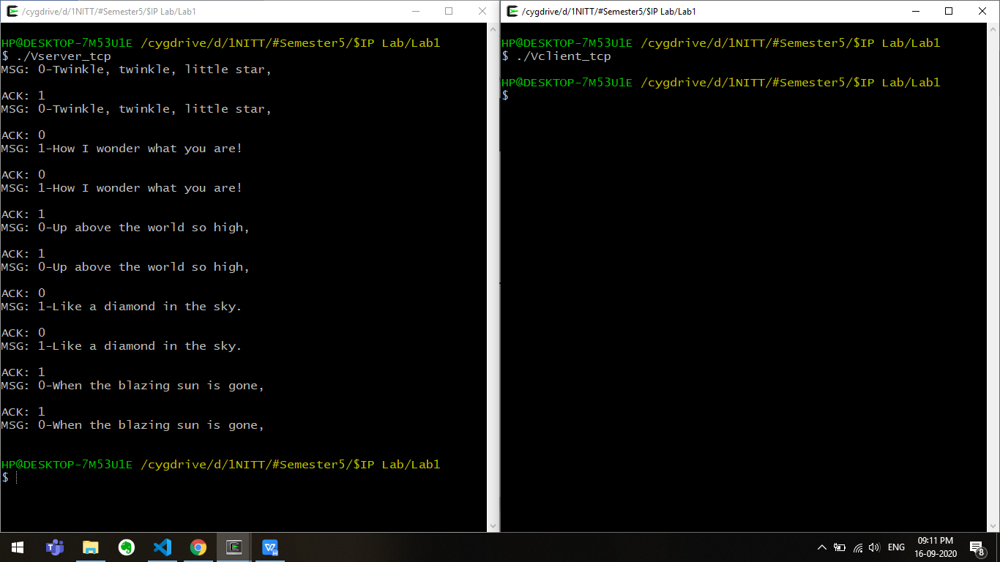 /cygdrive/d/1NITT/#Semester5/$IP Lab/Lab1
HP@DESKTOP-7M53U1E /cygdrive/d/1NITT/#Semester5/$IP Lab/Lab1
$ ./Vserver_tcp
MSG: 0-Twinkle, twinkle, little star,
ACK: 1
MSG: 0-Twinkle, twinkle, little star,
ACK: 0
MSG: 1-How I wonder what you are!
ACK: 0
MSG: 1-How I wonder what you are!
ACK: 1
MSG: 0-Up above the world so high,
ACK: 1
MSG: 0-Up above the world so high,
ACK: 0
MSG: 1-Like a diamond in the sky.
ACK: 0
MSG: 1-Like a diamond in the sky.
ACK: 1
MSG: 0-When the blazing sun is gone,
ACK: 1
MSG: 0-When the blazing sun is gone,
HP@DESKTOP-7M53U1E /cygdrive/d/1NITT/#Semester5/$IP Lab/Lab1
$
/cygdrive/d/1NITT/#Semester5/$IP Lab/Lab1
HP@DESKTOP-7M53U1E /cygdrive/d/1NITT/#Semester5/$IP Lab/Lab1
$ ./Vclient_tcp
HP@DESKTOP-7M53U1E /cygdrive/d/1NITT/#Semester5/$IP Lab/Lab1
$
ENG
09:11 PM
16-09-2020
8